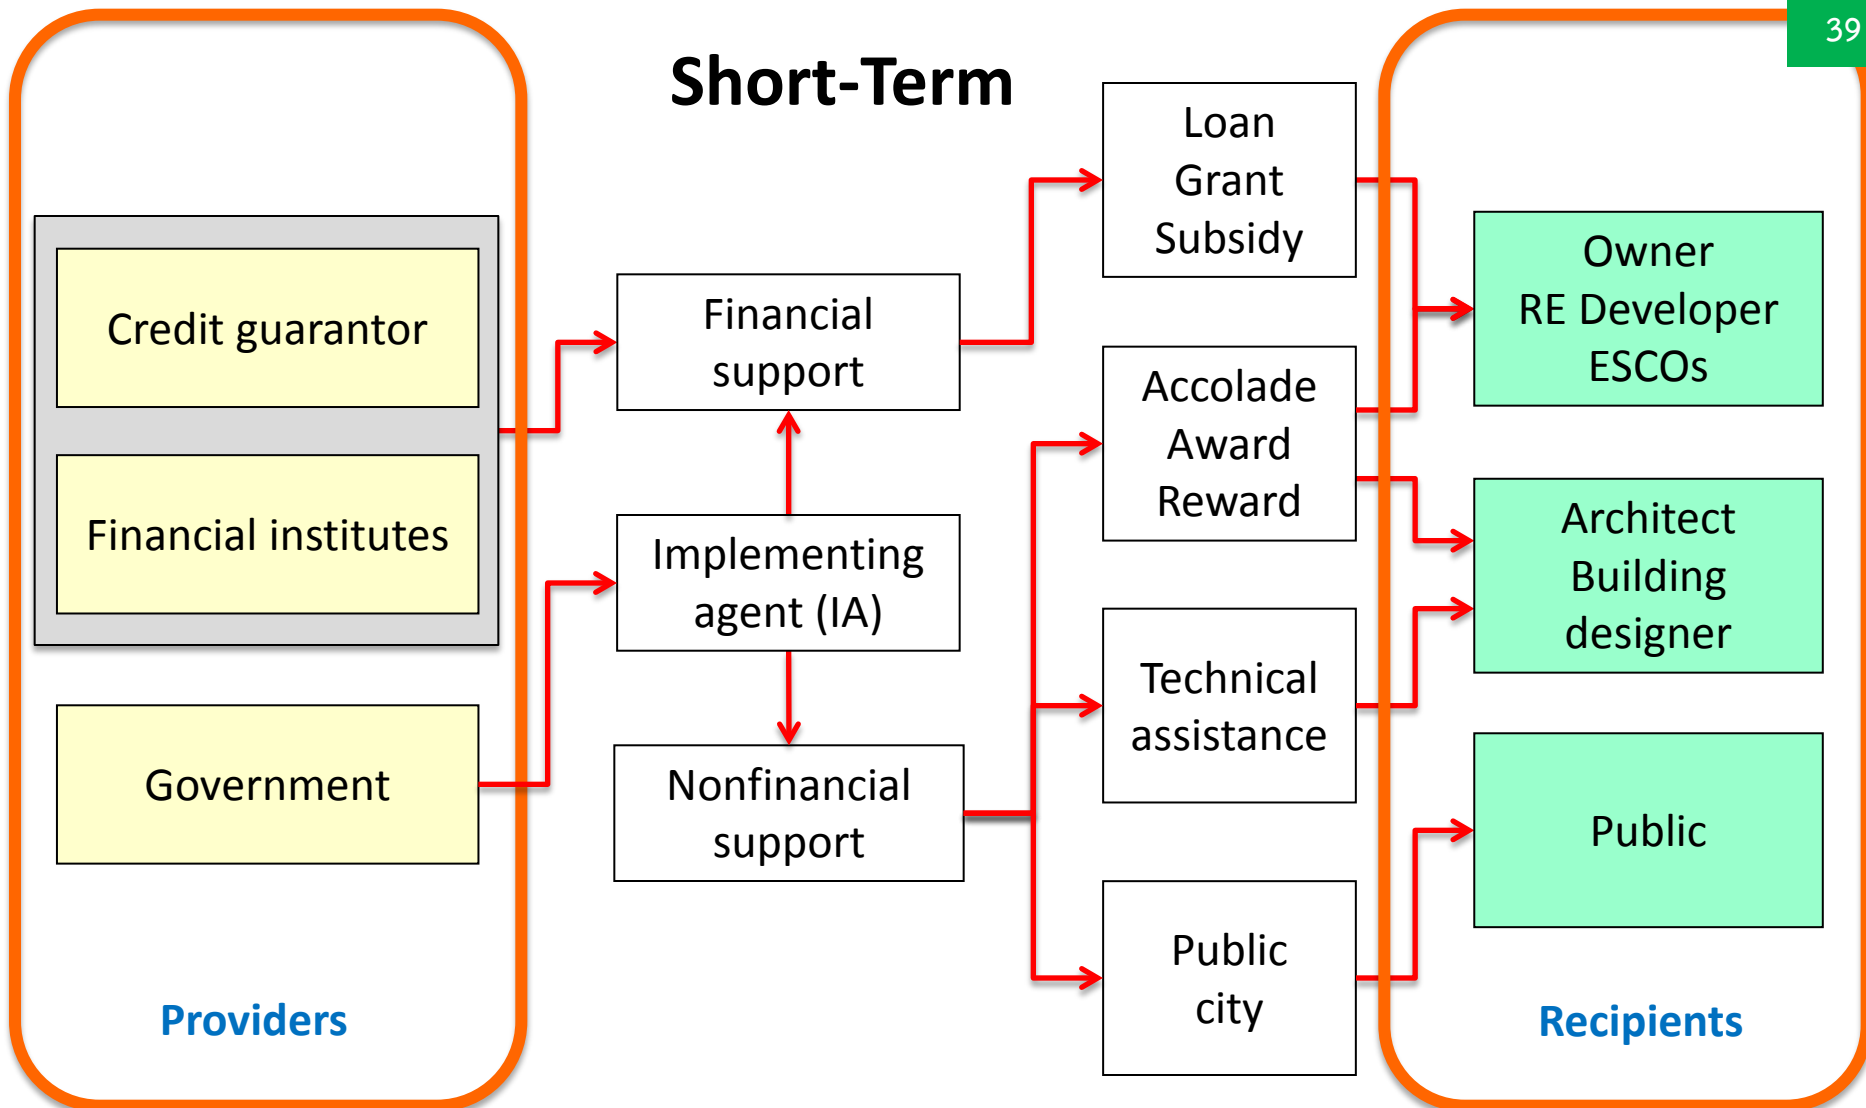 39
Short-Term
Credit guarantor
Financial institutes
Government
Providers
Financial
support
Implementing
agent (IA)
Nonfinancial
support
Loan
Grant
Subsidy
Accolade
Award
Reward
Technical
assistance
Public
city
Owner
RE Developer
ESCOs
Architect
Building
designer
Public
Recipients